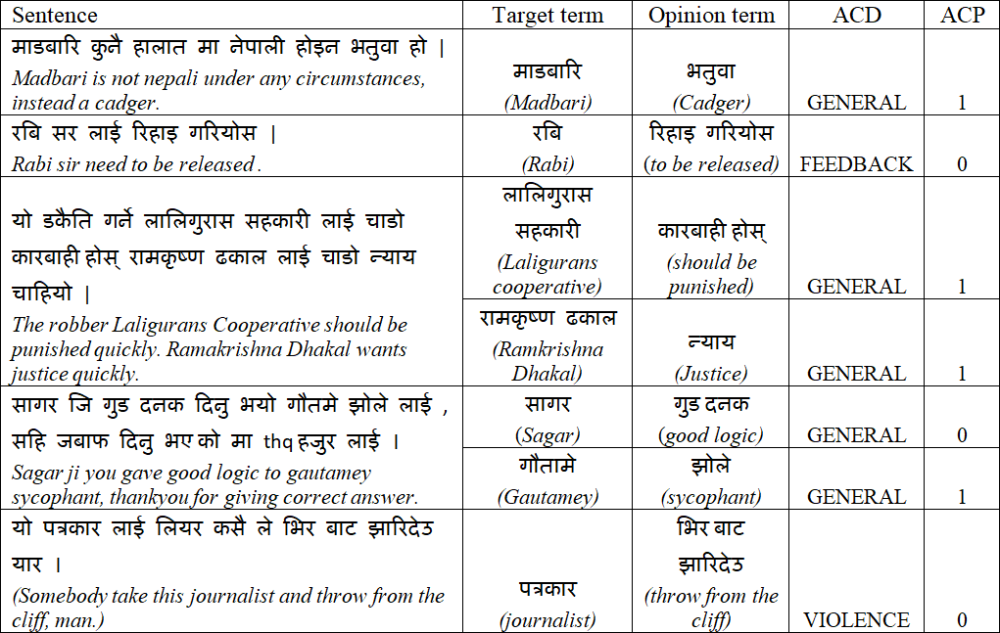 Sentence Target term Opinion term ACD ACP
माडबारि कुनै हालात मा नेपाली होइन भतुवा हो |
Madbari is not nepali under any circumstances,
instead a cadger.
माडबारि
(Madbari)
भतुवा
(Cadger)
GENERAL
1
रबि सर लाई रिहाइ गरियोस |
Rabi sir need to be released .
रबि
(Rabi)
रिहाइ गरियोस
(to be released)
FEEDBACK
0
यो डकैति गर्ने लालिगुरास सहकारी लाई चाडो
कारबाही होस् रामकृष्ण ढकाल लाई चाडो न्याय
चाहियो |
The robber Laligurans Cooperative should be
punished quickly. Ramakrishna Dhakal wants
justice quickly.
लालिगुरास
सहकारी
(Laligurans
cooperative)
कारबाही होस्
(should be
punished)
GENERAL
1
रामकृष्ण ढकाल
(Ramkrishna
Dhakal)
न्याय
(Justice)
GENERAL
1
सागर जि गुड दनक दिनु भयो गौतमे झोले लाई ,
सहि जबाफ दिनु भए को मा thq हजुर लाई ।
Sagar ji you gave good logic to gautamey
sycophant, thankyou for giving correct answer.
सागर
(Sagar)
गुड दनक
(good logic)
GENERAL
0
गौतामे
(Gautamey)
झोले
(sycophant)
GENERAL
1
यो पत्रकार लाई लियर कसै ले भिर बाट झारिदेउ
यार ।
(Somebody take this journalist and throw from the
cliff, man.)
पत्रकार
(journalist)
भिर बाट
झारिदेउ
(throw from the
cliff)
VIOLENCE
0